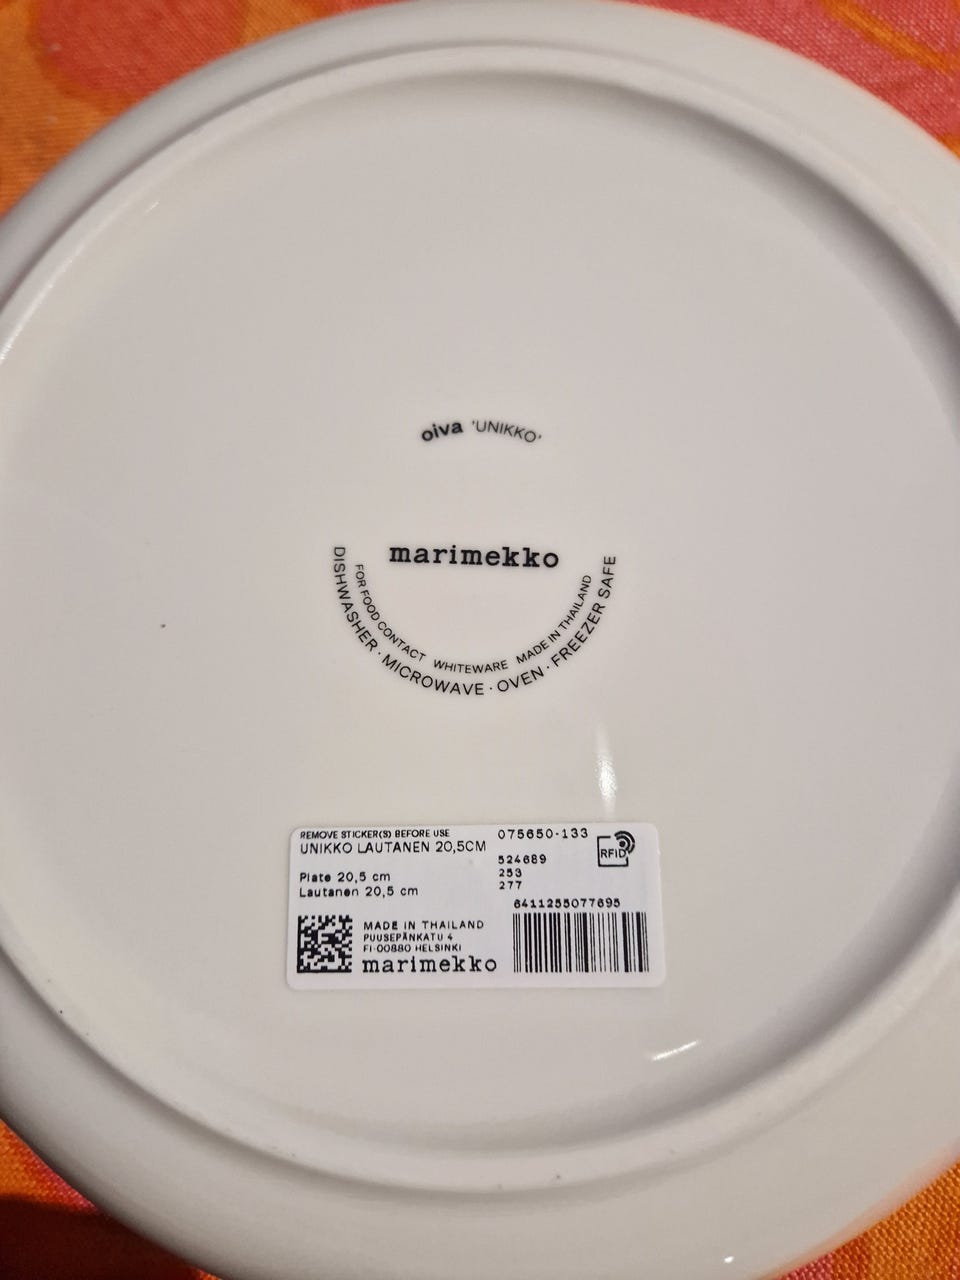 oiva 'UNIKKO'
marimekko
FOR FOOD CONTACT WHITEWARE MADE IN THAILAND
DISHWASHER · MICROWAVE · OVEN · FREEZER SAFE
REMOVE STICKER(S) BEFORE USE
UNIKKO LAUTANEN 20,5CM
075650-133
524689
253
277
RFID
Plate 20,5 cm
Lautanen 20,5 cm
6411255077695
MADE IN THAILAND
PUUSEPÄNKATU 4
FI-00880 HELSINKI
marimekko